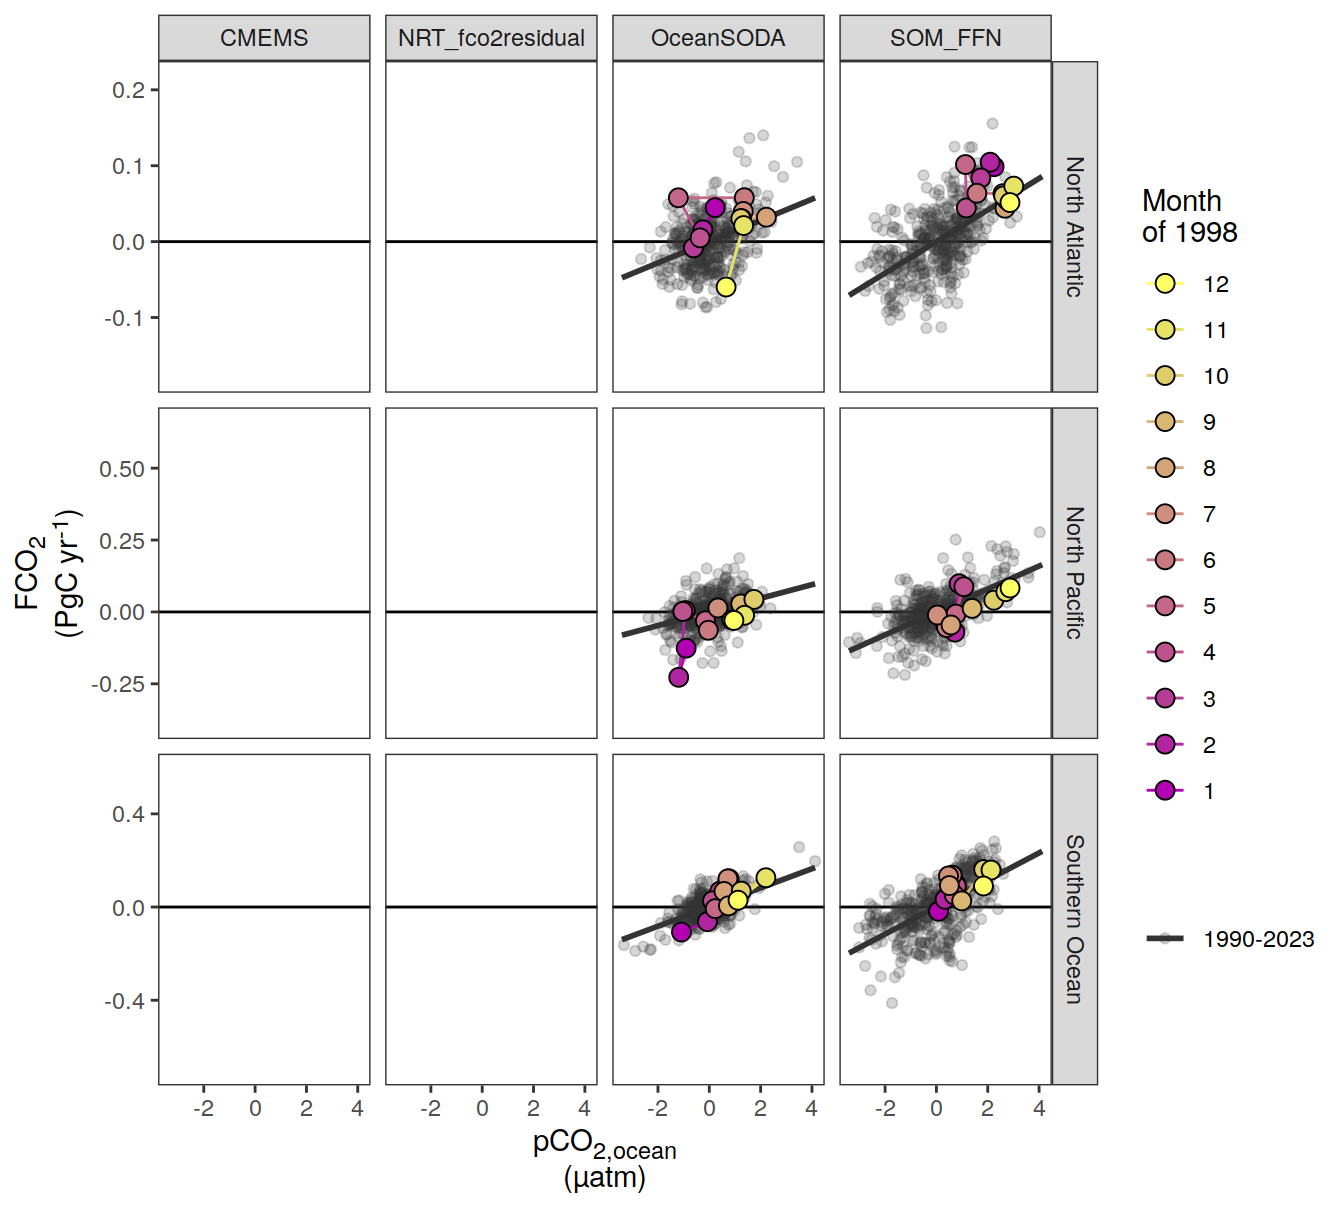 CMEMS
NRT_fco2residual
OceanSODA
SOM_FFN
0.2
0.1
0.0
-0.1
North Atlantic
0.50
0.25
0.00
-0.25
North Pacific
0.4
0.0
-0.4
Southern Ocean
-2 0 2 4
-2 0 2 4
-2 0 2 4
-2 0 2 4
FCO2
(PgC yr-1)
pCO2,ocean
(µatm)
Month
of 1998
12
11
10
9
8
7
6
5
4
3
2
1
1990-2023